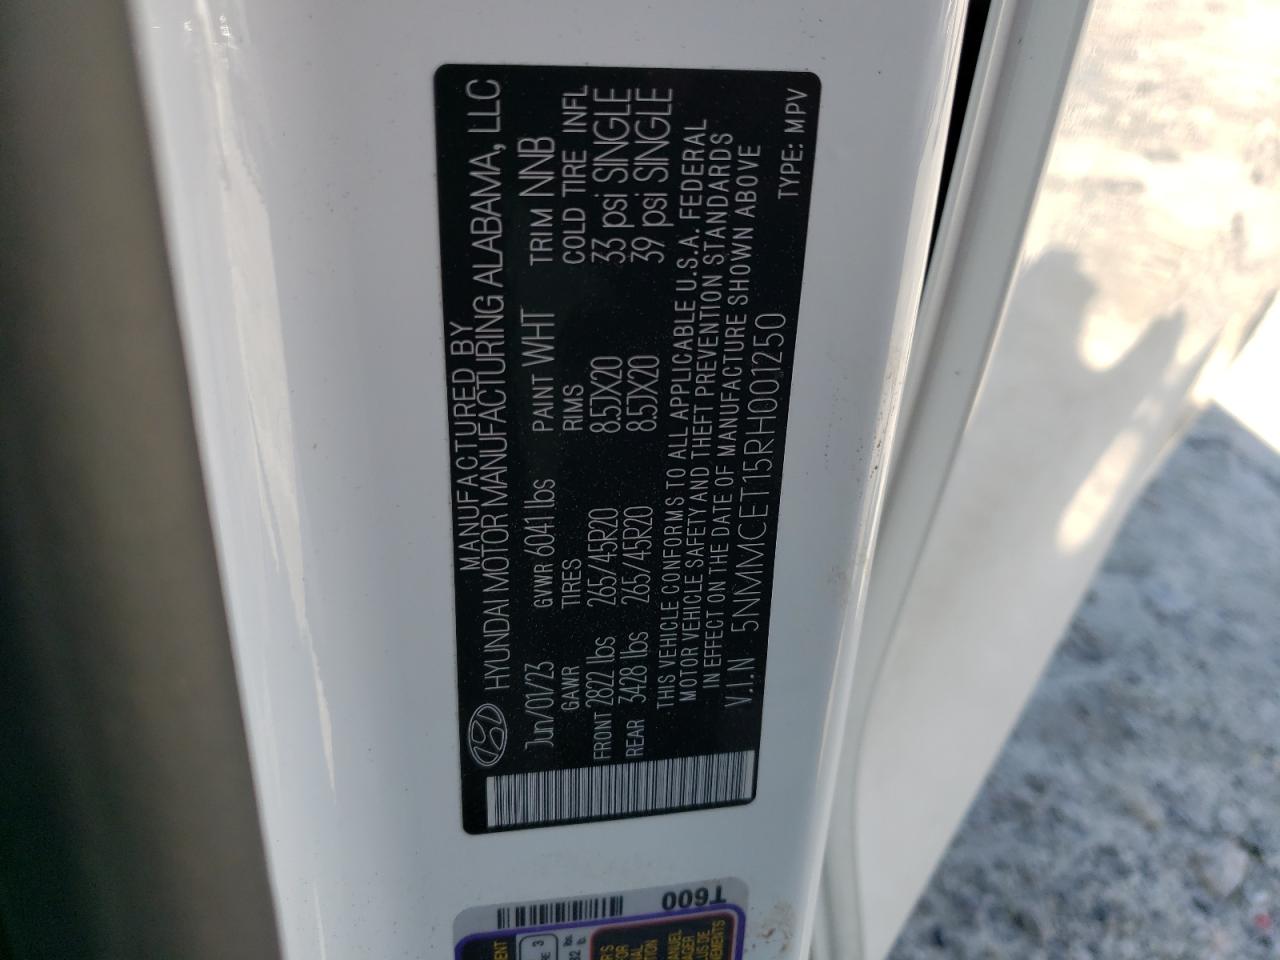 MANUFACTURED BY
HYUNDAI MOTOR MANUFACTURING ALABAMA, LLC
Jun/01/23 GVWR 6041 lbs PAINT WHT TRIM NNB
GAWR TIRES RIMS COLD TIRE INFL
FRONT 2822 lbs 265/45R20 8.5JX20 33 psi SINGLE
REAR 3428 lbs 265/45R20 8.5JX20 39 psi SINGLE
THIS VEHICLE CONFORMS TO ALL APPLICABLE U.S.A. FEDERAL
MOTOR VEHICLE SAFETY AND THEFT PREVENTION STANDARDS
IN EFFECT ON THE DATE OF MANUFACTURE SHOWN ABOVE
V.I.N 5NMMCET15RH001250
TYPE: MPV
T600